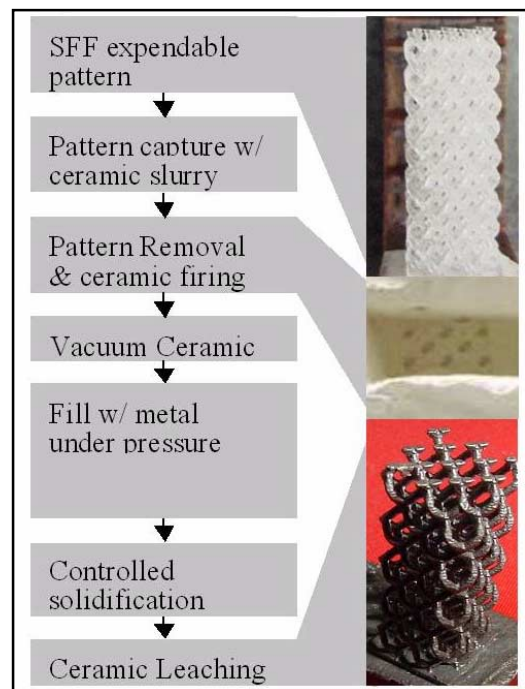 SFF expendable
pattern
Pattern capture w/
ceramic slurry
Pattern Removal
& ceramic firing
Vacuum Ceramic
Fill w/ metal
under pressure
Controlled
solidification
Ceramic Leaching